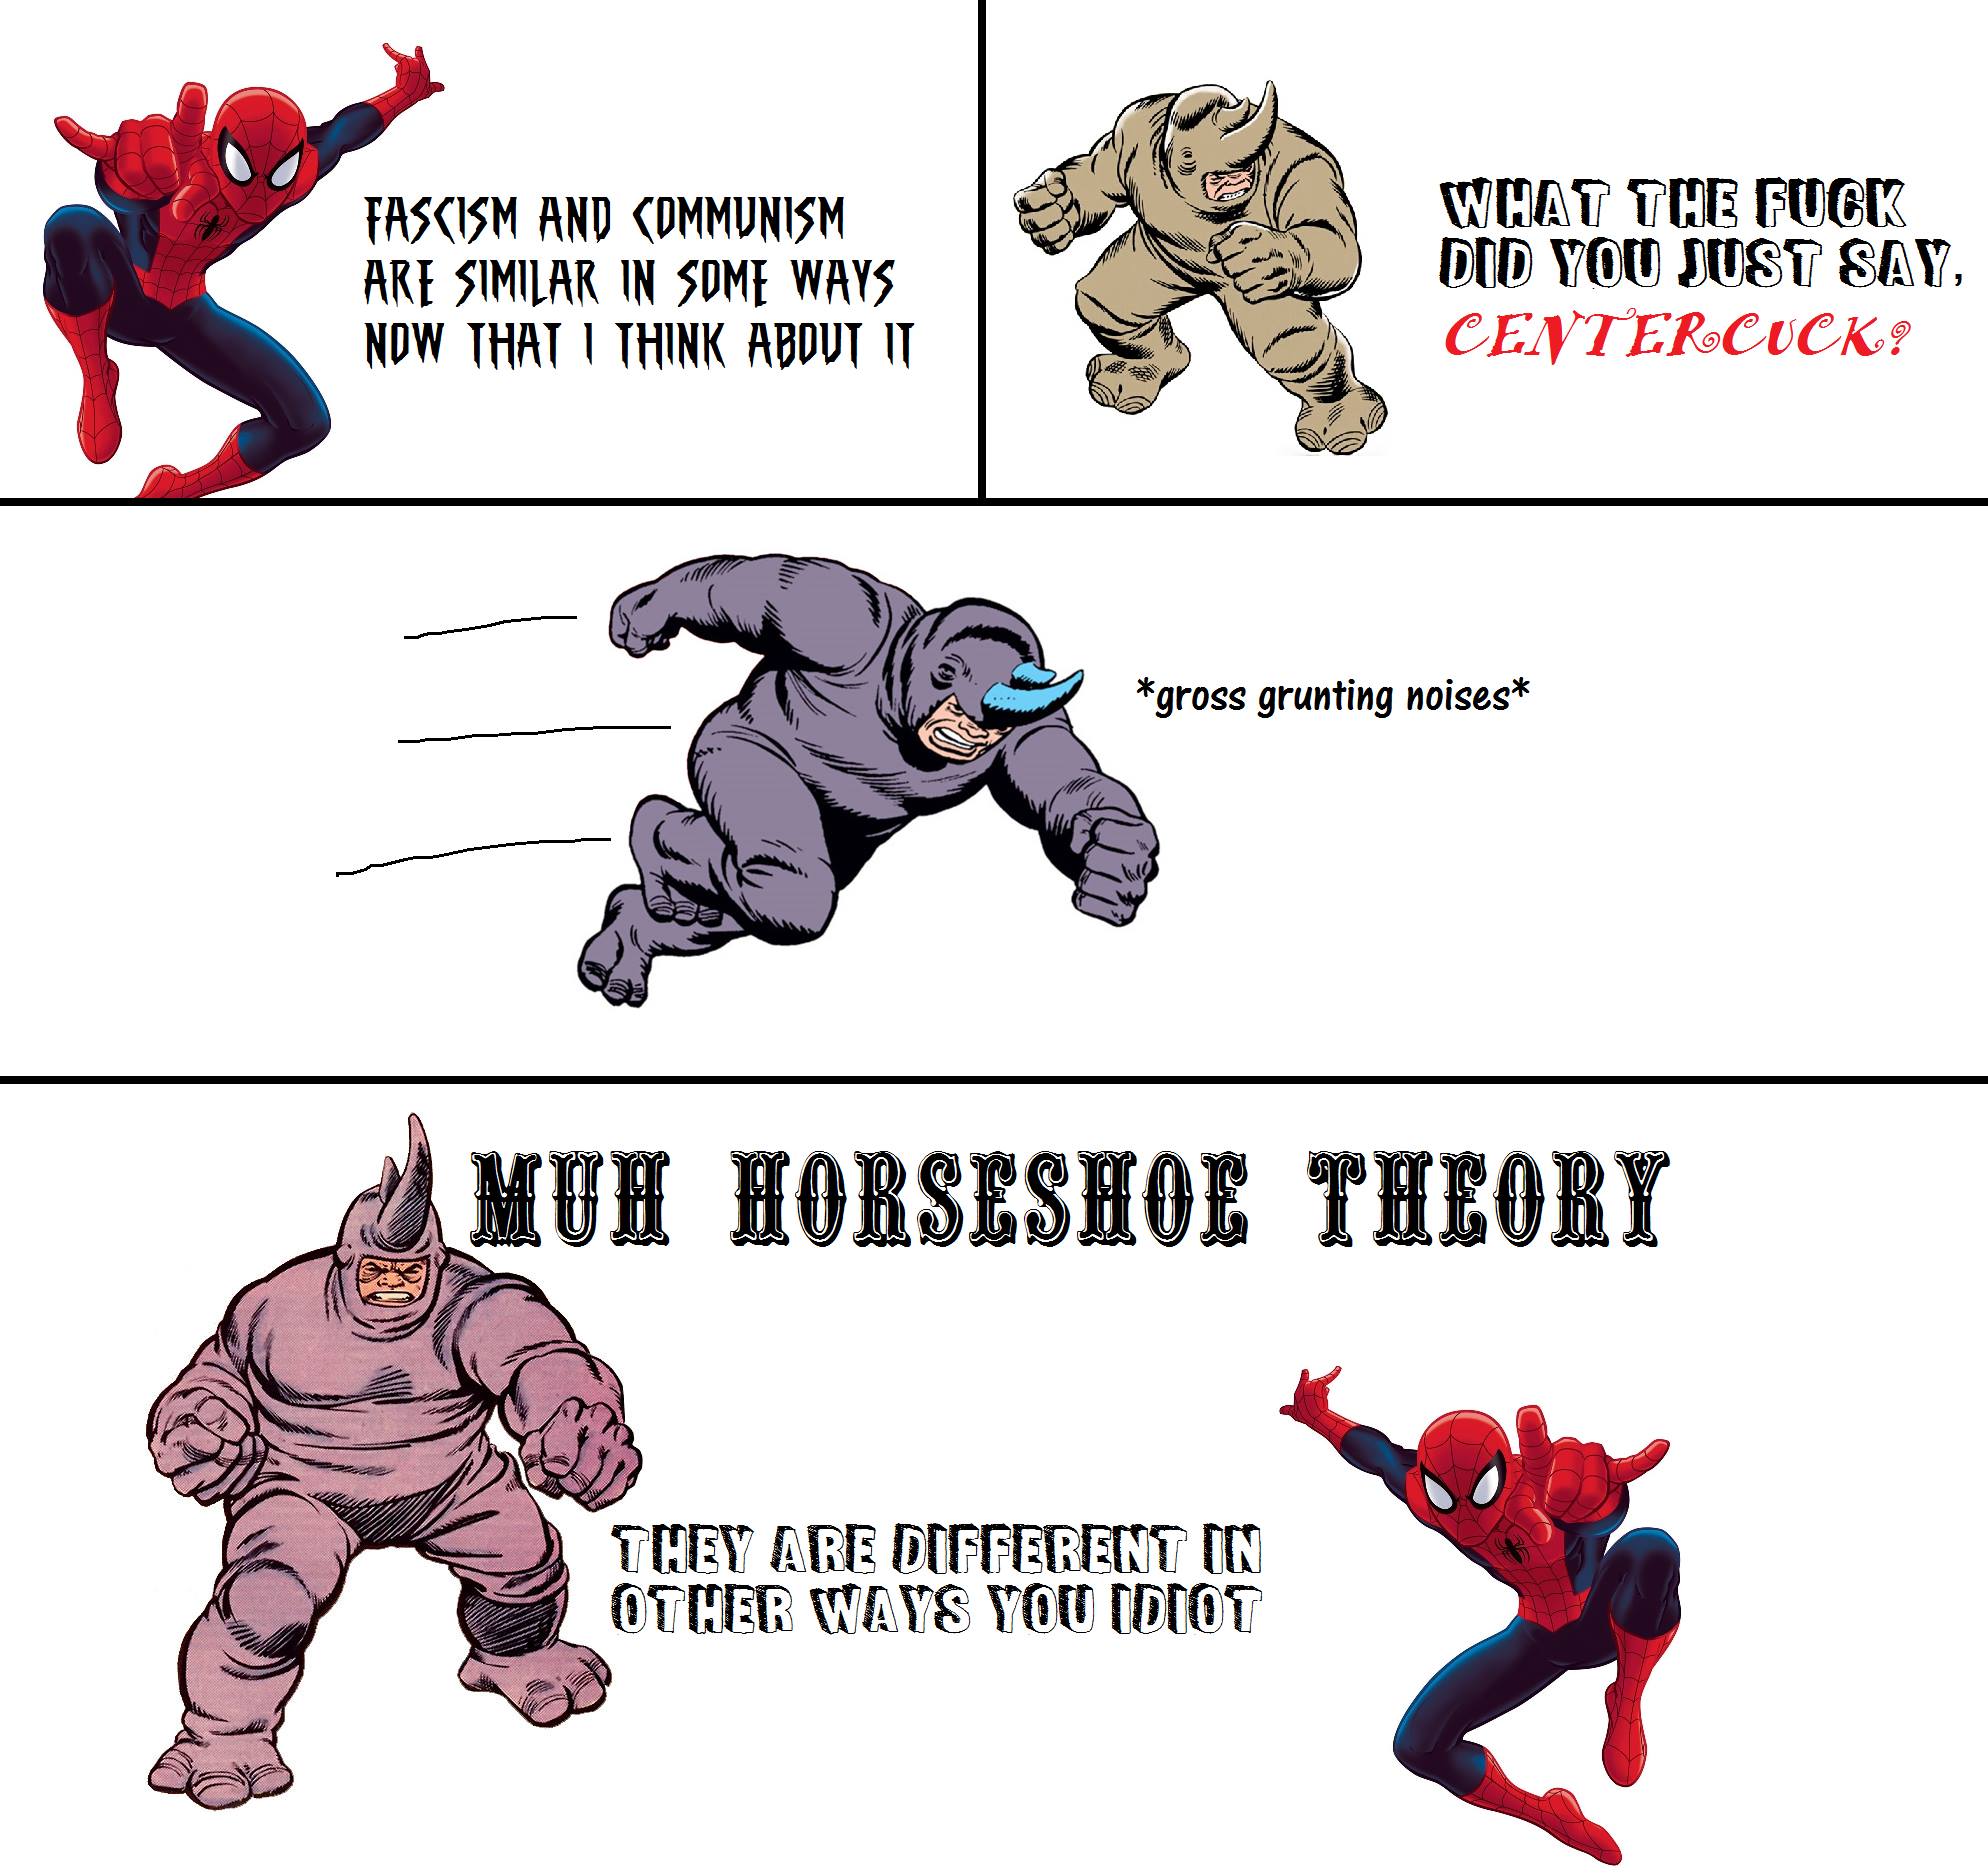 FASCISM AND COMMUNISM
ARE SIMILAR IN SOME WAYS
NOW THAT I THINK ABOUT IT
WHAT THE FUCK
DID YOU JUST SAY,
CENTERCUCK?
*gross grunting noises*
MUH HORSESHOE THEORY
THEY ARE DIFFERENT IN
OTHER WAYS YOU IDIOT